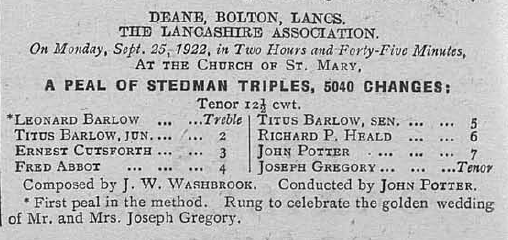 DEANE, BOLTON, LANCS.
THE LANCASHIRE ASSOCIATION.
On Monday, Sept. 25, 1922, in Two Hours and Forty-Five Minutes,
AT THE CHURCH OF ST. MARY,
A PEAL OF STEDMAN TRIPLES, 5040 CHANGES;
Tenor 12½ cwt.
*LEONARD BARLOW ... ...Treble
TITUS BARLOW, JUN. ... ... 2
ERNEST CUTSFORTH ... ... 3
FRED ABBOT ... ... ... 4
TITUS BARLOW, SEN. ... ... 5
RICHARD P. HEALD ... ... 6
JOHN POTTER ... ... ... 7
JOSEPH GREGORY ... ... ...Tenor
Composed by J. W. WASHBROOK. Conducted by JOHN POTTER.
* First peal in the method. Rung to celebrate the golden wedding
of Mr. and Mrs. Joseph Gregory.